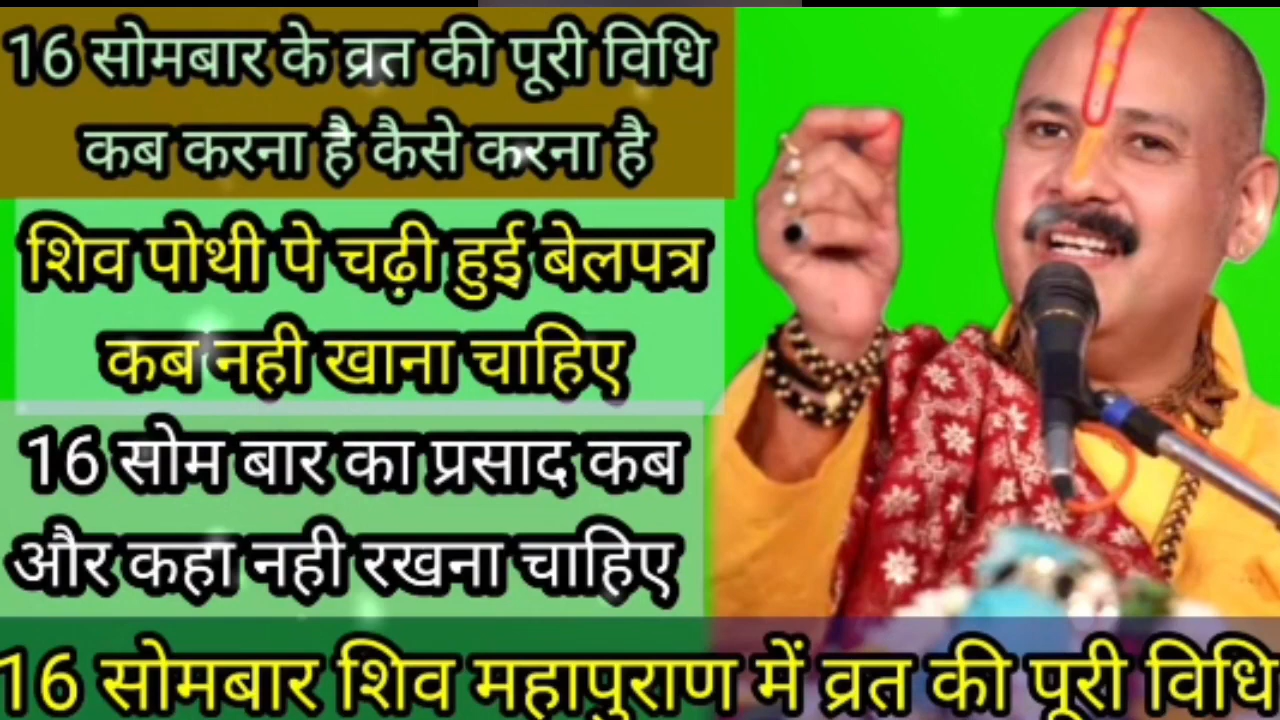 16 सोमबार के व्रत की पूरी विधि
कब करना है कैसे करना है
शिव पोथी पे चढ़ी हुई बेलपत्र
कब नही खाना चाहिए
16 सोम बार का प्रसाद कब
और कहा नही रखना चाहिए
16 सोमबार शिव महापुराण में व्रत की पूरी विधि